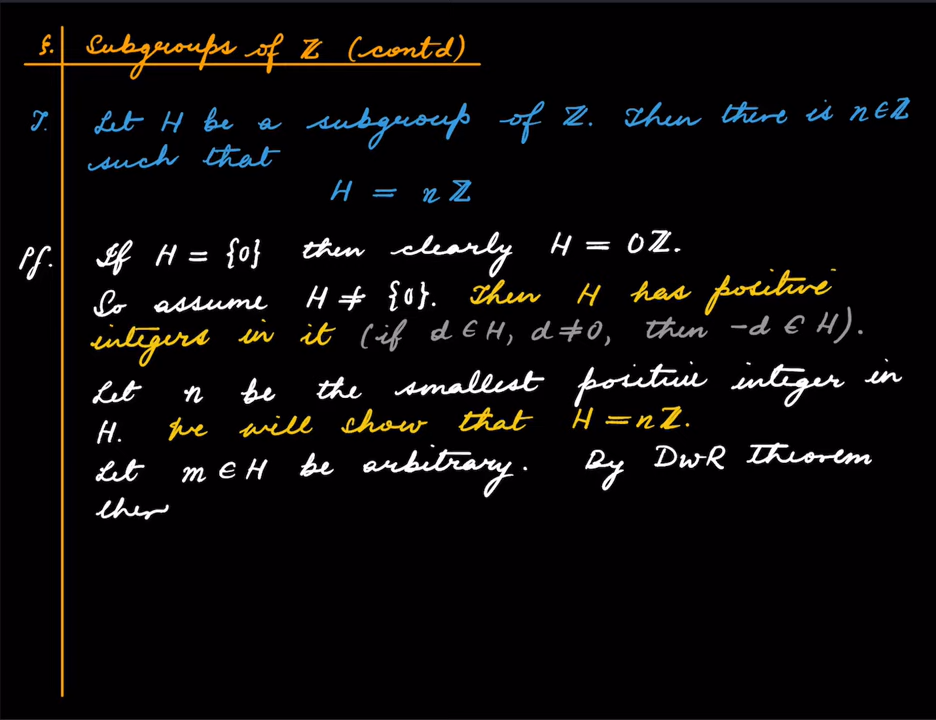 §. Subgroups of ℤ (contd)
T. Let H be a subgroup of ℤ. Then there is n ∈ ℤ
such that
H = nℤ
Pf. If H = {0} then clearly H = 0ℤ.
So assume H ≠ {0}. Then H has positive
integers in it (if d ∈ H, d ≠ 0, then -d ∈ H).
Let n be the smallest positive integer in
H. We will show that H = nℤ.
Let m ∈ H be arbitrary. By DwR theorem
ther